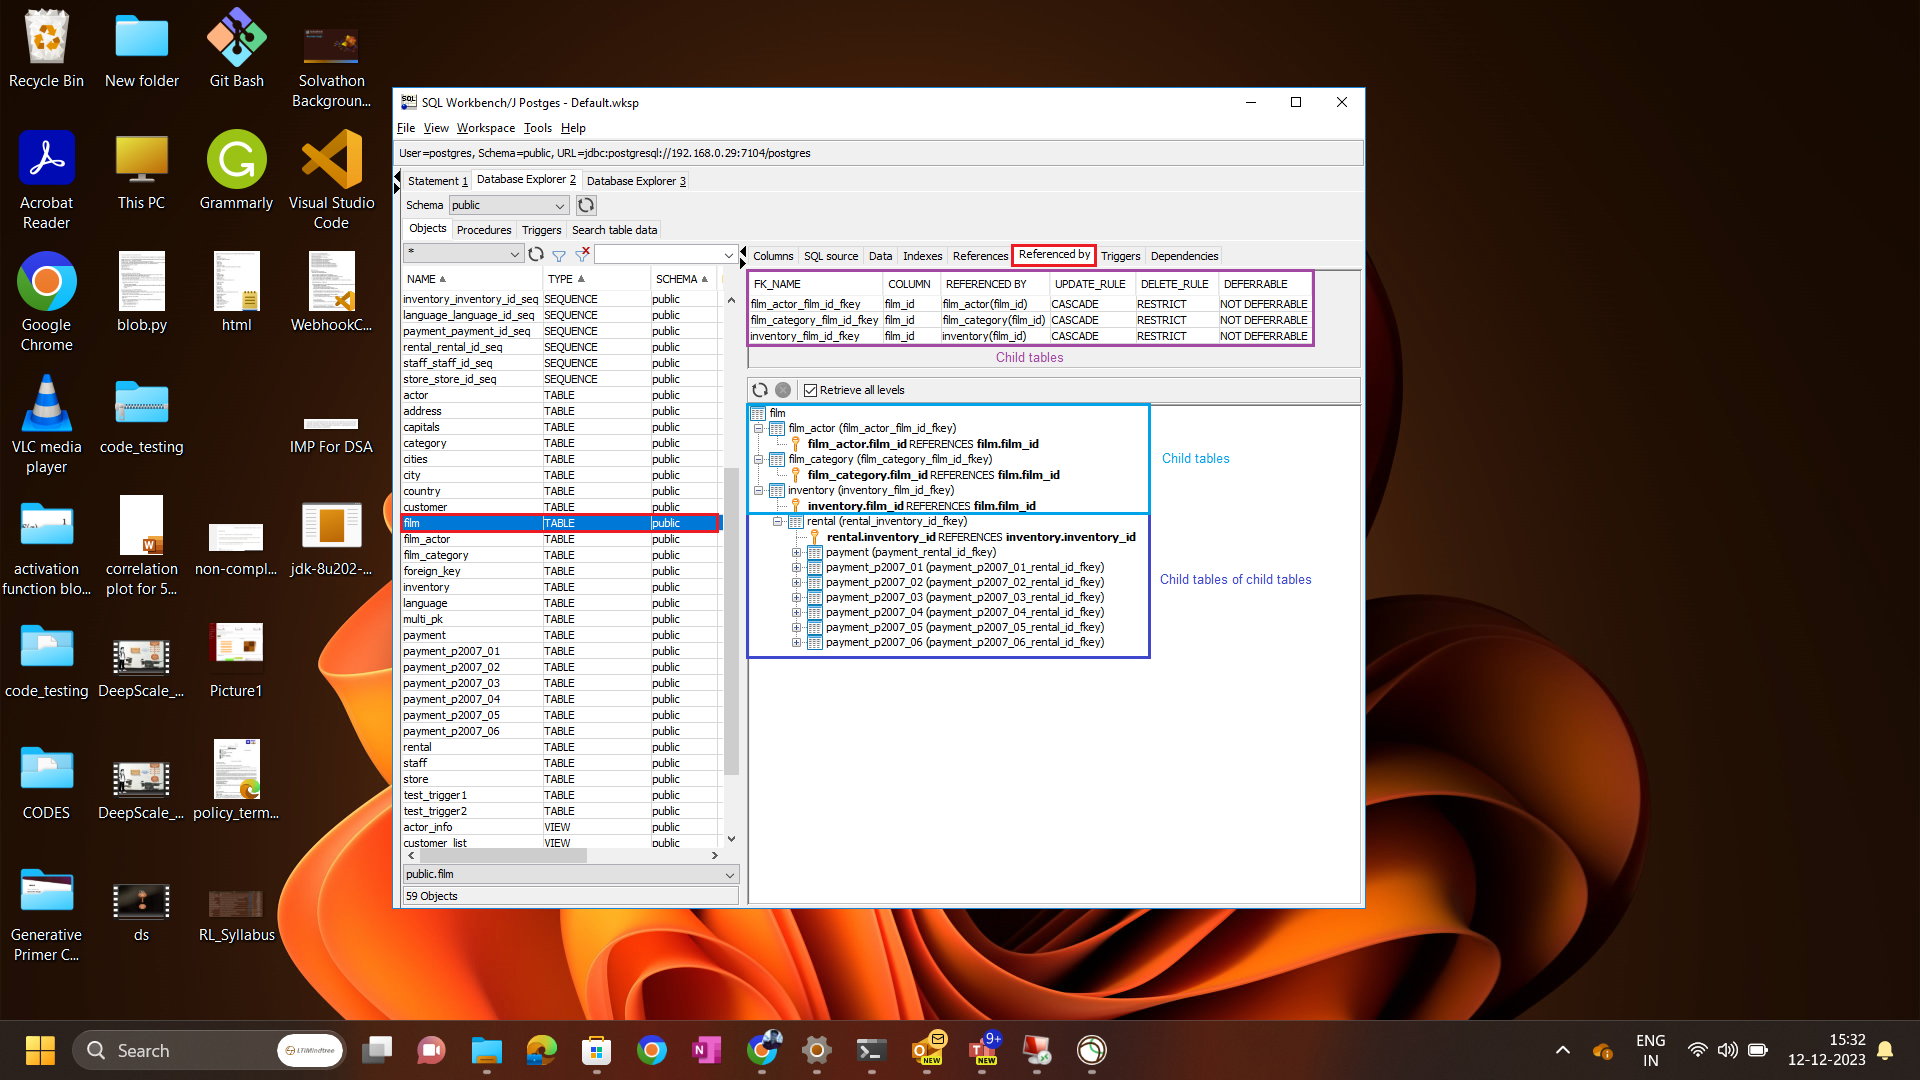 Recycle Bin
New folder
Git Bash
Solvathon
Backgroun...
Acrobat
Reader
This PC
Grammarly
Visual Studio
Code
Google
Chrome
blob.py
html
WebhookC...
VLC media
player
code_testing
IMP For DSA
activation
function blo...
correlation
plot for 5...
non-compl...
jdk-8u202-...
code_testing
DeepScale_...
Picture1
CODES
DeepScale_...
policy_term...
Generative
Primer C...
ds
RL_Syllabus
SQL Workbench/J Postges - Default.wksp
File View Workspace Tools Help
User=postgres, Schema=public, URL=jdbc:postgresql://192.168.0.29:7104/postgres
Statement 1 Database Explorer 2 Database Explorer 3
Schema public
Objects Procedures Triggers Search table data
*
NAME TYPE SCHEMA
inventory_inventory_id_seq SEQUENCE public
language_language_id_seq SEQUENCE public
payment_payment_id_seq SEQUENCE public
rental_rental_id_seq SEQUENCE public
staff_staff_id_seq SEQUENCE public
store_store_id_seq SEQUENCE public
actor TABLE public
address TABLE public
capitals TABLE public
category TABLE public
cities TABLE public
city TABLE public
country TABLE public
customer TABLE public
film TABLE public
film_actor TABLE public
film_category TABLE public
foreign_key TABLE public
inventory TABLE public
language TABLE public
multi_pk TABLE public
payment TABLE public
payment_p2007_01 TABLE public
payment_p2007_02 TABLE public
payment_p2007_03 TABLE public
payment_p2007_04 TABLE public
payment_p2007_05 TABLE public
payment_p2007_06 TABLE public
rental TABLE public
staff TABLE public
store TABLE public
test_trigger1 TABLE public
test_trigger2 TABLE public
actor_info VIEW public
customer_list VIEW public
public.film
59 Objects
Columns SQL source Data Indexes References Referenced by Triggers Dependencies
FK_NAME COLUMN REFERENCED BY UPDATE_RULE DELETE_RULE DEFERRABLE
film_actor_film_id_fkey film_id film_actor(film_id) CASCADE RESTRICT NOT DEFERRABLE
film_category_film_id_fkey film_id film_category(film_id) CASCADE RESTRICT NOT DEFERRABLE
inventory_film_id_fkey film_id inventory(film_id) CASCADE RESTRICT NOT DEFERRABLE
Child tables
Retrieve all levels
film
film_actor (film_actor_film_id_fkey)
film_actor.film_id REFERENCES film.film_id
film_category (film_category_film_id_fkey)
film_category.film_id REFERENCES film.film_id
inventory (inventory_film_id_fkey)
inventory.film_id REFERENCES film.film_id
Child tables
rental (rental_inventory_id_fkey)
rental.inventory_id REFERENCES inventory.inventory_id
payment (payment_rental_id_fkey)
payment_p2007_01 (payment_p2007_01_rental_id_fkey)
payment_p2007_02 (payment_p2007_02_rental_id_fkey)
payment_p2007_03 (payment_p2007_03_rental_id_fkey)
payment_p2007_04 (payment_p2007_04_rental_id_fkey)
payment_p2007_05 (payment_p2007_05_rental_id_fkey)
payment_p2007_06 (payment_p2007_06_rental_id_fkey)
Child tables of child tables
Search
LTIMindtree
NEW
9+
NEW
ENG
IN
15:32
12-12-2023